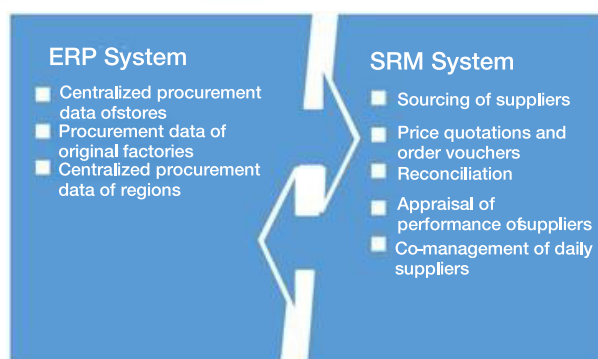 ERP System
Centralized procurement
data ofstores
Procurement data of
original factories
Centralized procurement
data of regions
SRM System
Sourcing of suppliers
Price quotations and
order vouchers
Reconciliation
Appraisal of
performance ofsuppliers
Co-management of daily
suppliers